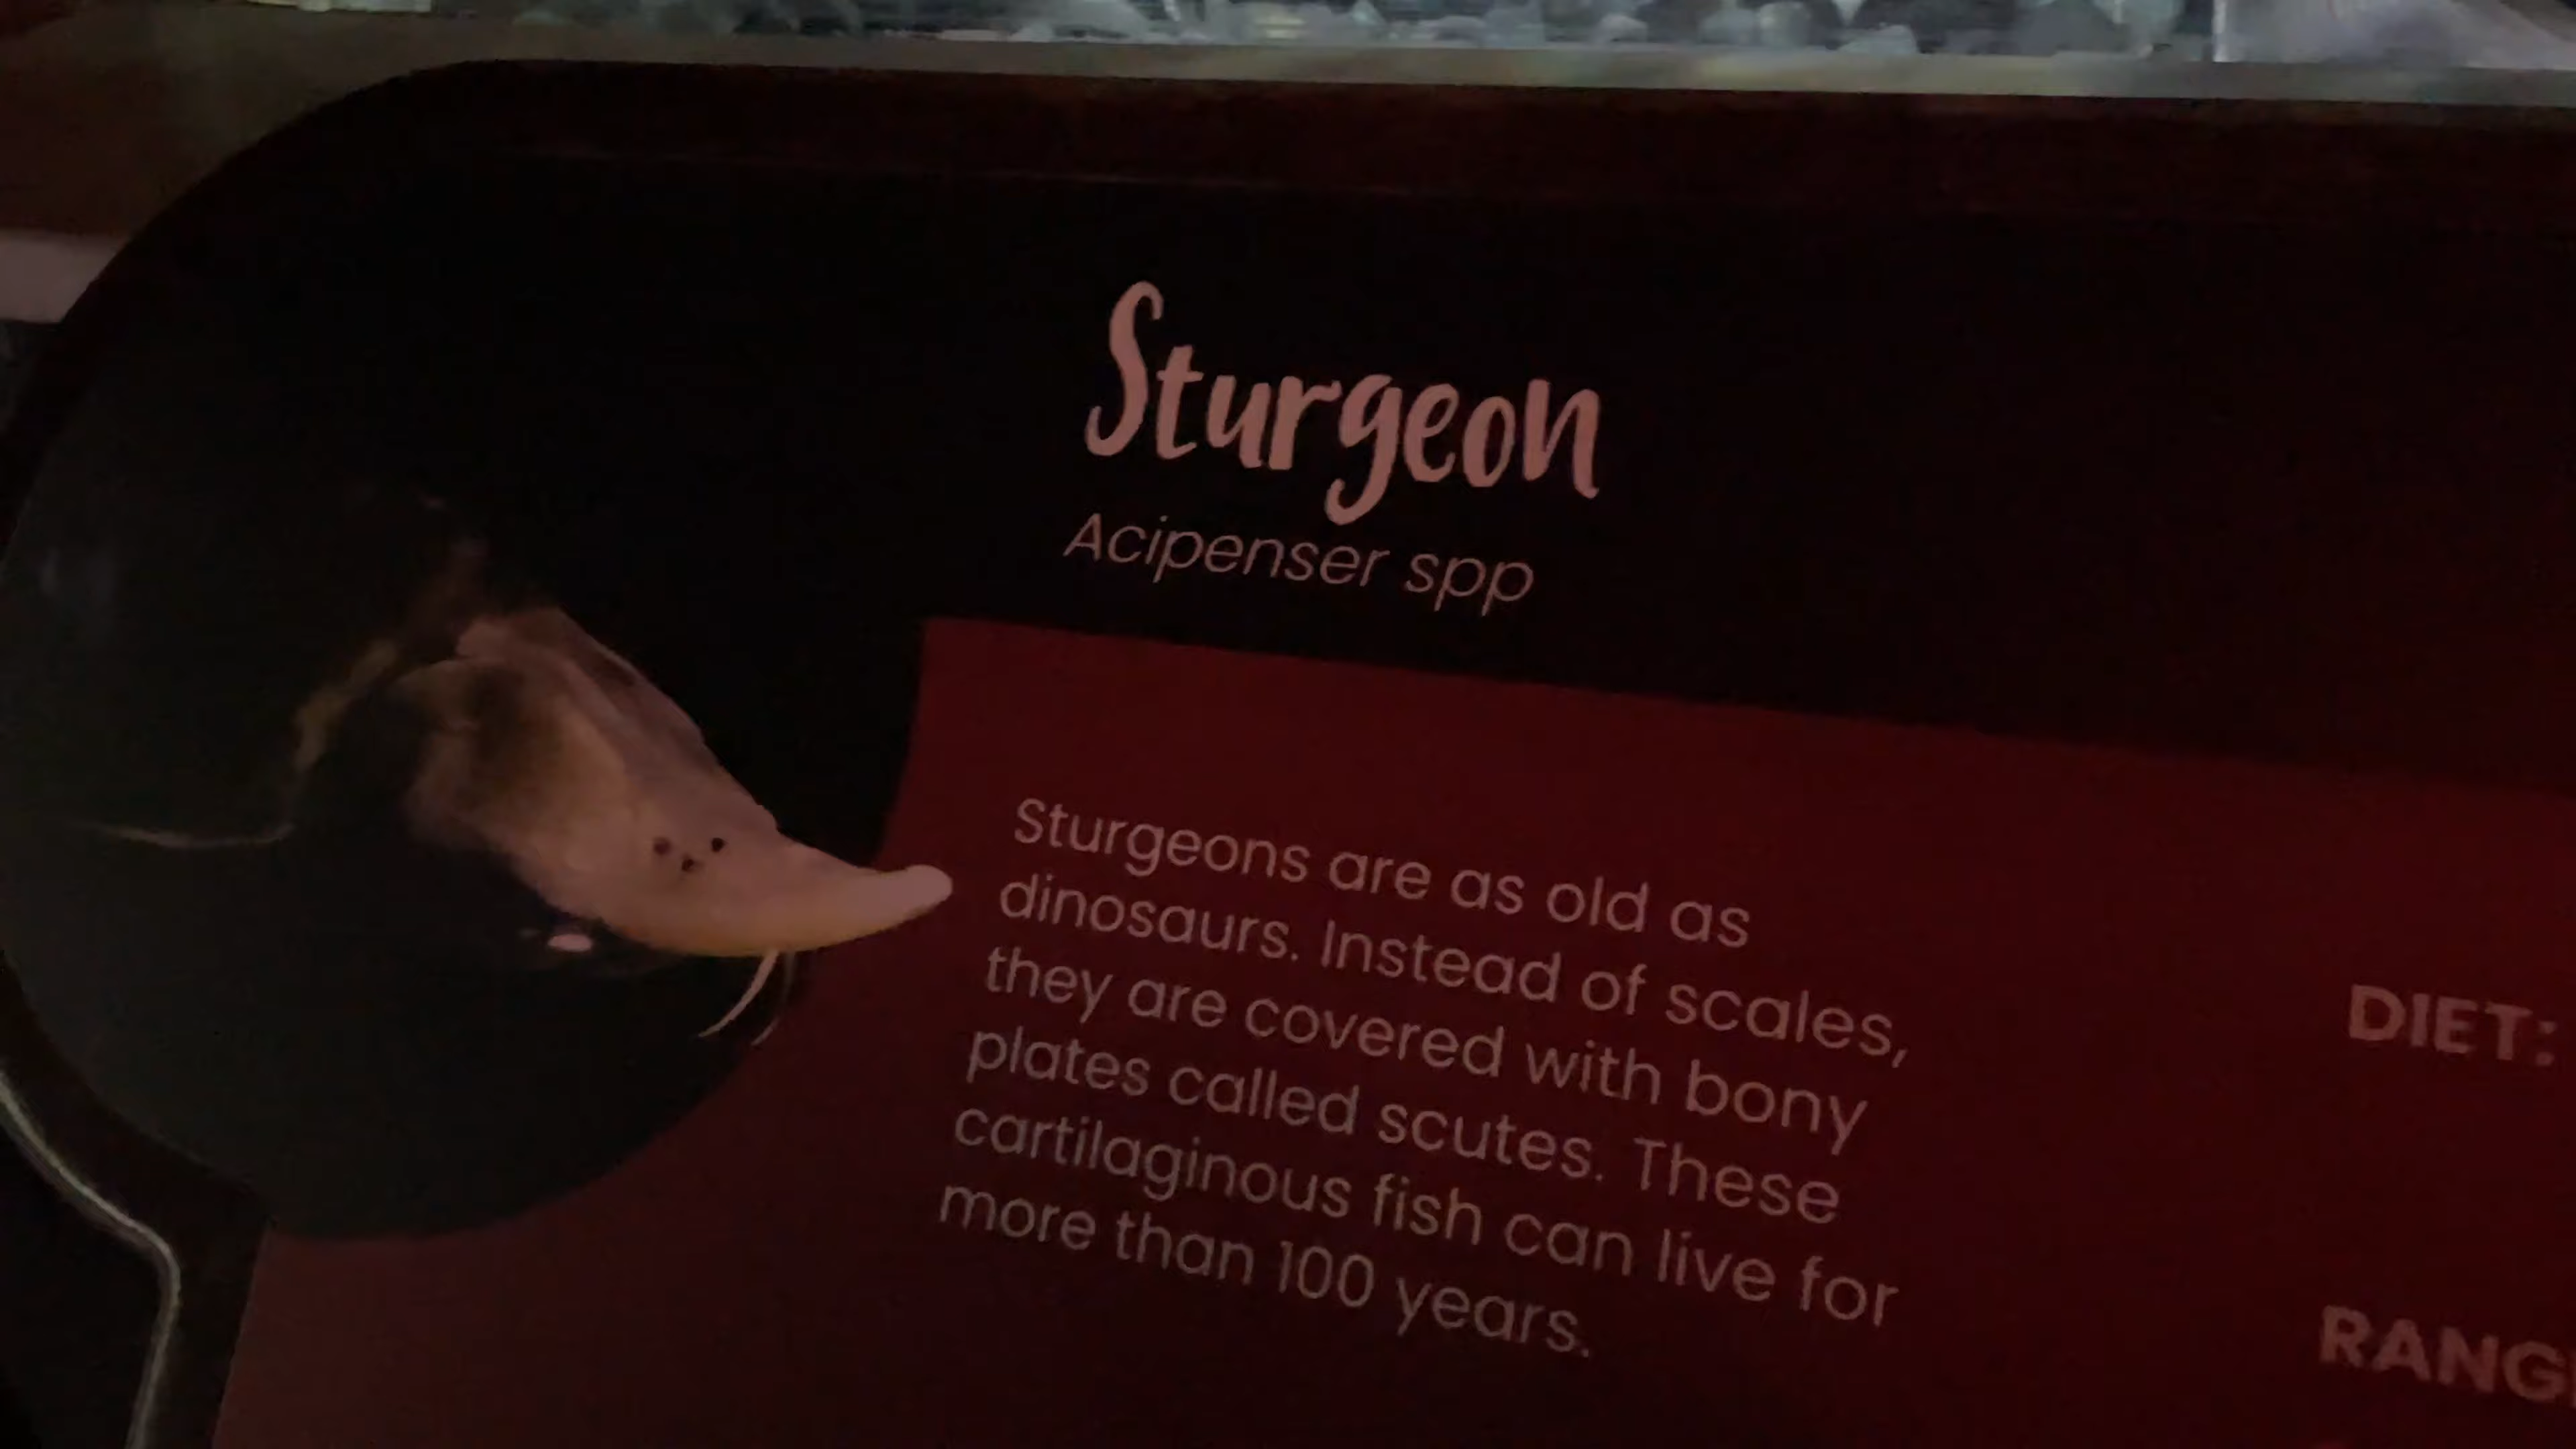 Sturgeon
Acipenser spp
Sturgeons are as old as
dinosaurs. Instead of scales,
they are covered with bony
plates called scutes. These
cartilaginous fish can live for
more than 100 years.
DIET: